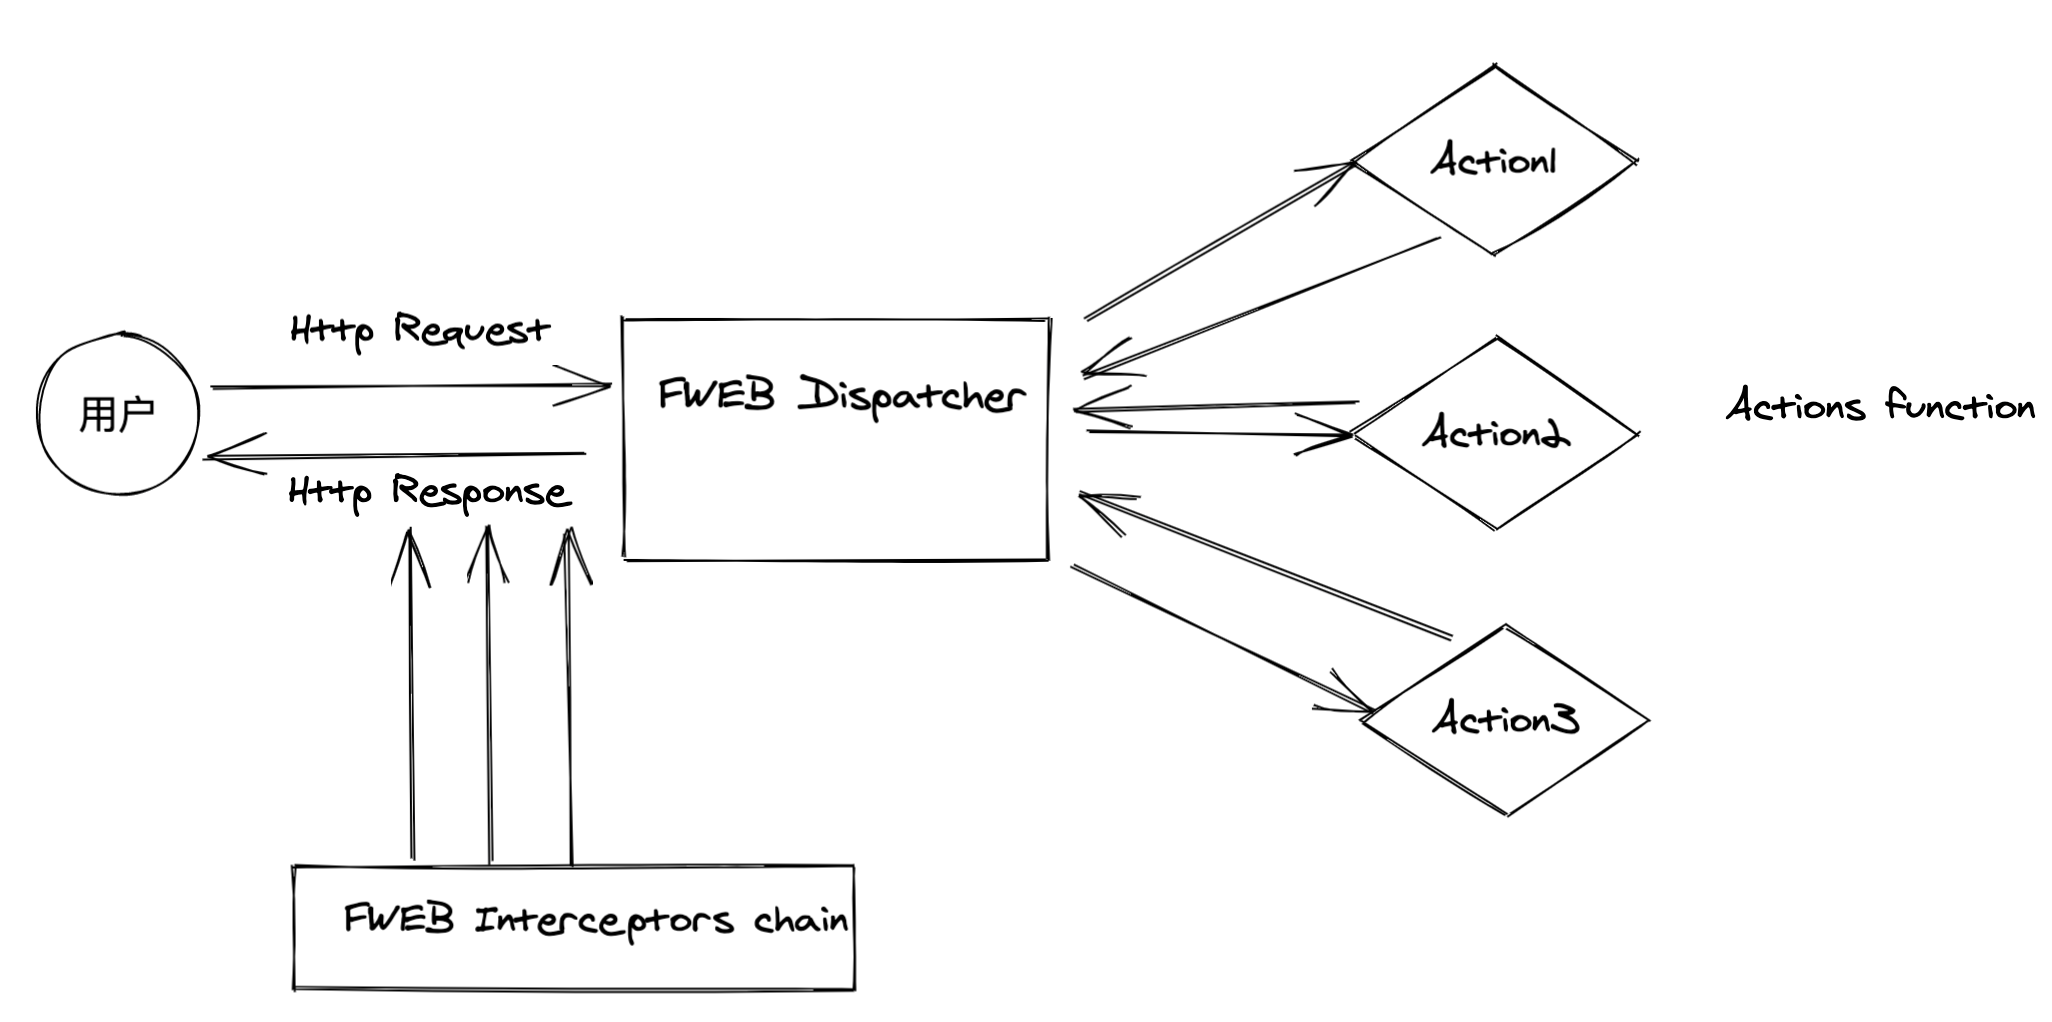 Http Request
用户
FWEB Dispatcher
Http Response
Action1
Action2
Actions function
Action3
FWEB Interceptors chain